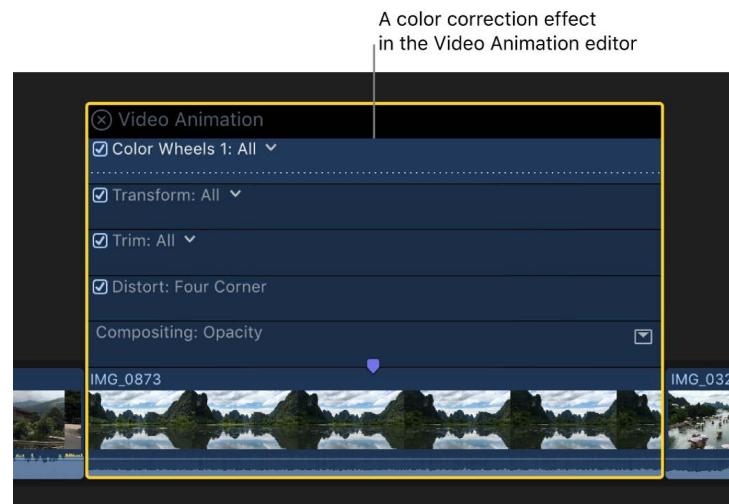 A color correction effect
in the Video Animation editor
Video Animation
Color Wheels 1: All
Transform: All
Trim: All
Distort: Four Corner
Compositing: Opacity
IMG_0873
IMG_032